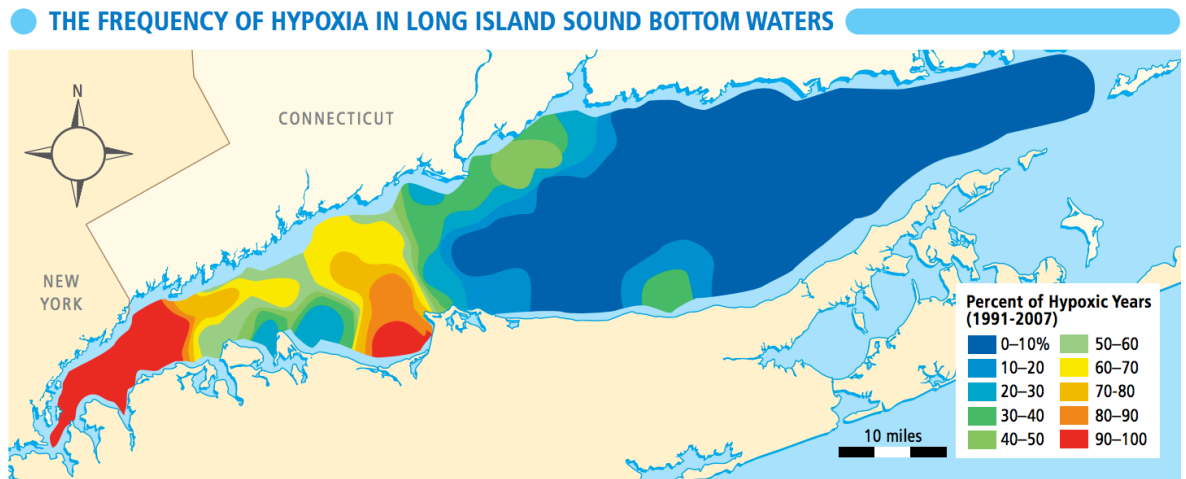 THE FREQUENCY OF HYPOXIA IN LONG ISLAND SOUND BOTTOM WATERS
N
CONNECTICUT
NEW
YORK
Percent of Hypoxic Years
(1991-2007)
0–10%
10–20
20–30
30–40
40–50
50–60
60–70
70-80
80–90
90–100
10 miles